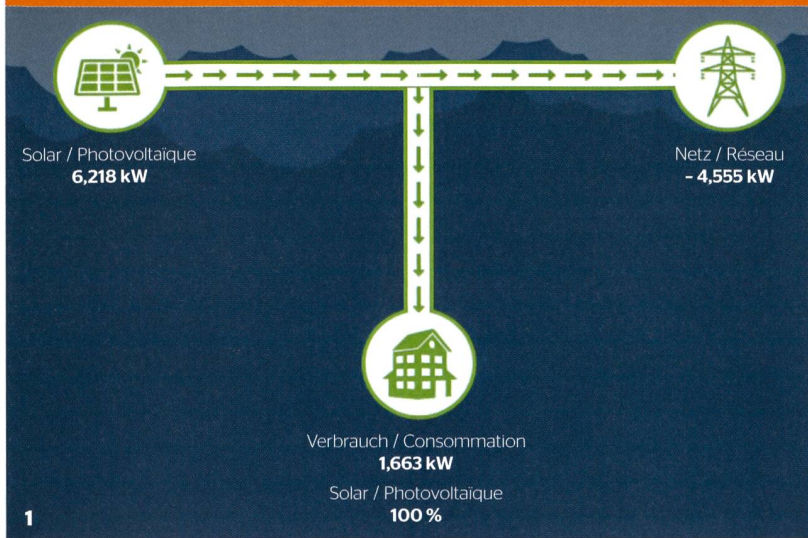 Solar / Photovoltaïque
6,218 kW
Netz / Réseau
- 4,555 kW
Verbrauch / Consommation
1,663 kW
Solar / Photovoltaïque
100 %
1